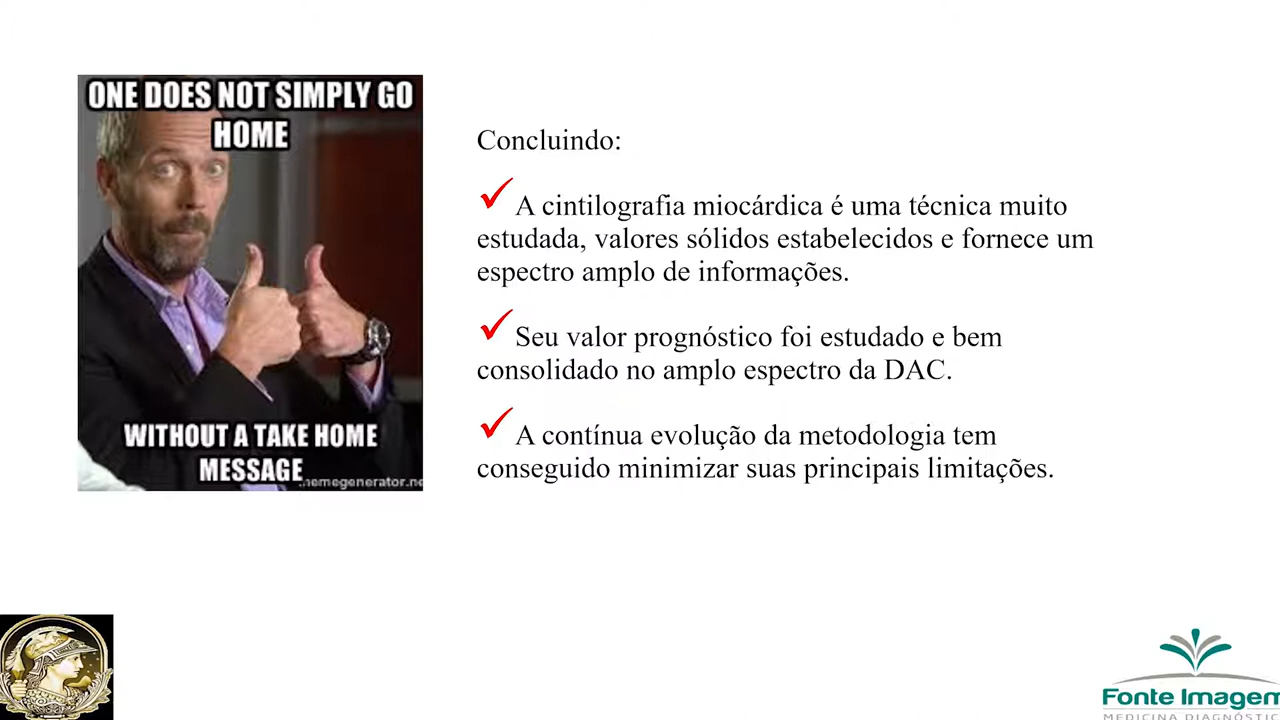 ONE DOES NOT SIMPLY GO
HOME
WITHOUT A TAKE HOME
MESSAGE
Concluindo:
A cintilografia miocárdica é uma técnica muito
estudada, valores sólidos estabelecidos e fornece um
espectro amplo de informações.
Seu valor prognóstico foi estudado e bem
consolidado no amplo espectro da DAC.
A contínua evolução da metodologia tem
conseguido minimizar suas principais limitações.
Fonte Imagem